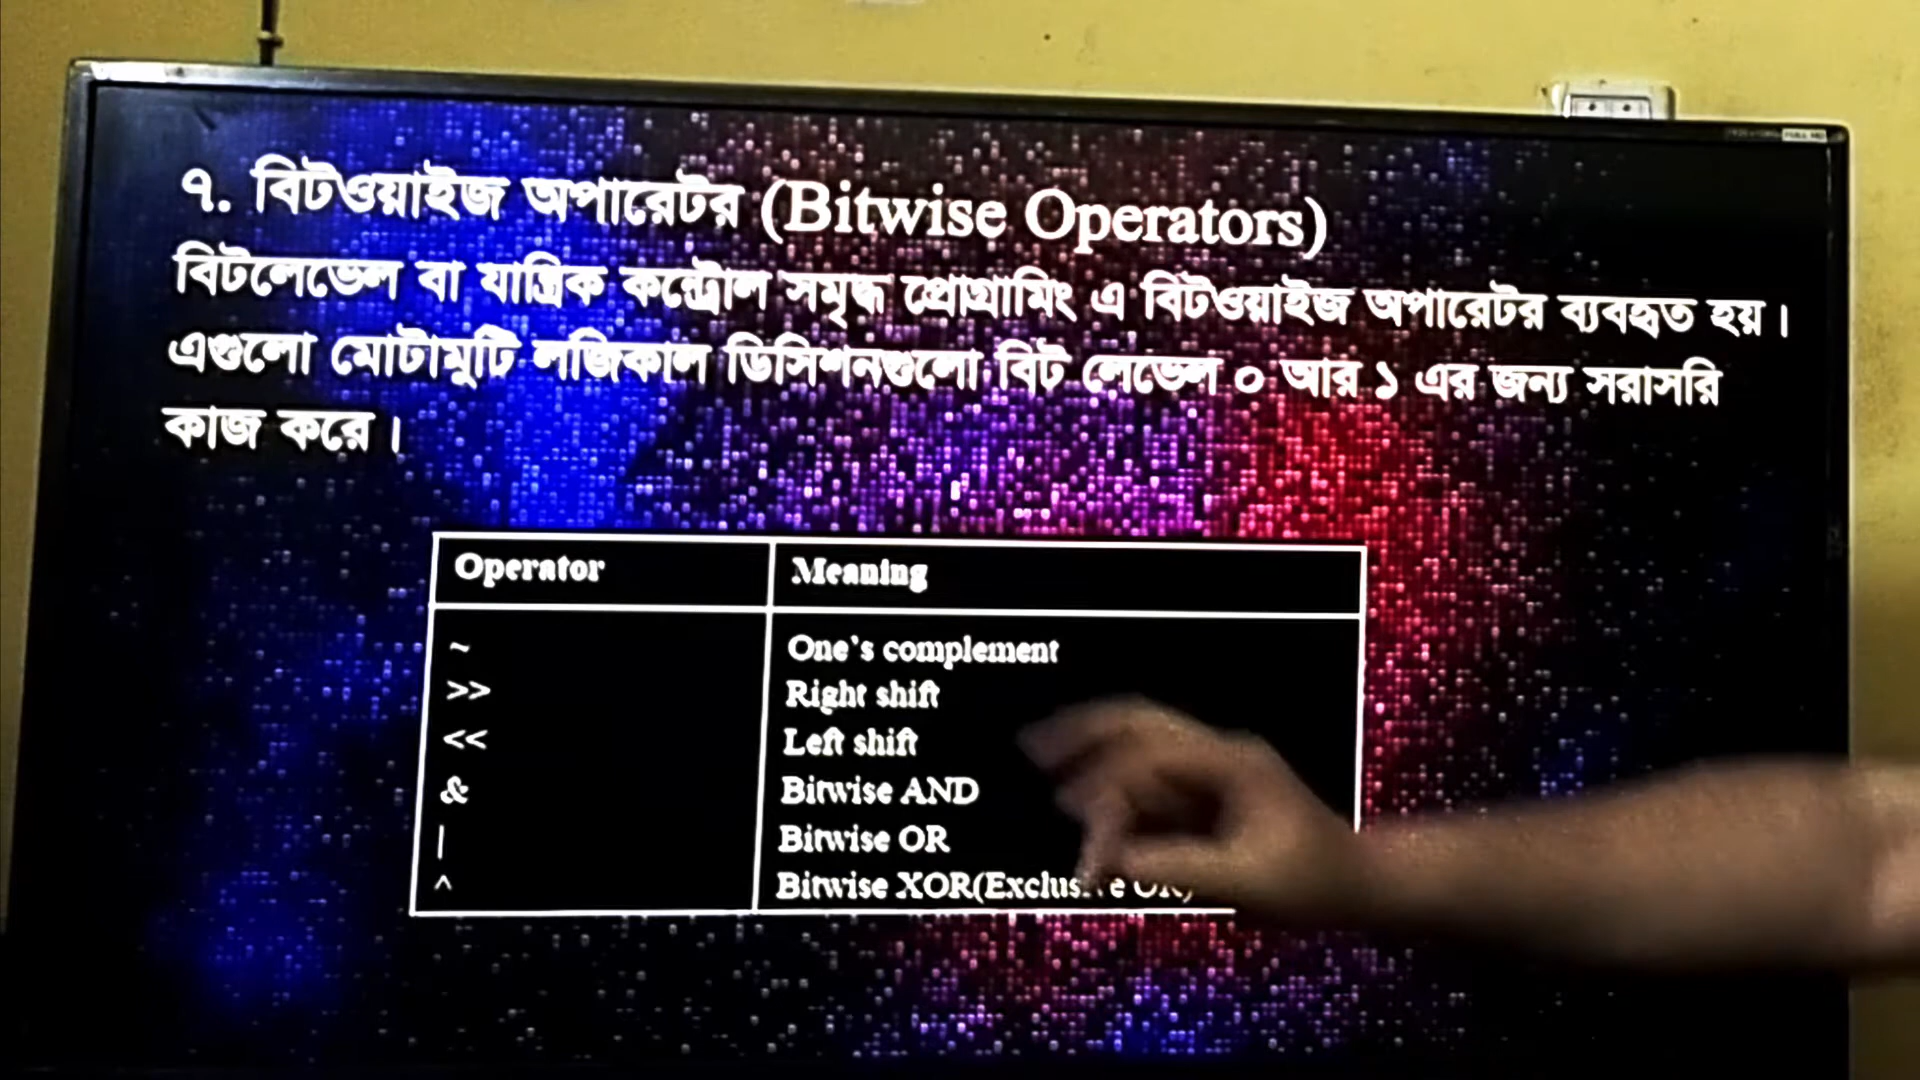 ৭. বিটওয়াইজ অপারেটর (Bitwise Operators)
বিটলেভেল বা যান্ত্রিক কন্ট্রোল সমৃদ্ধ প্রোগ্রামিং এ বিটওয়াইজ অপারেটর ব্যবহৃত হয়।
এগুলো মোটামুটি লজিকাল ডিসিশনগুলো বিট লেভেল ০ আর ১ এর জন্য সরাসরি
কাজ করে।
Operator Meaning
~ One's complement
>> Right shift
<< Left shift
& Bitwise AND
| Bitwise OR
^ Bitwise XOR(Exclusive OR)